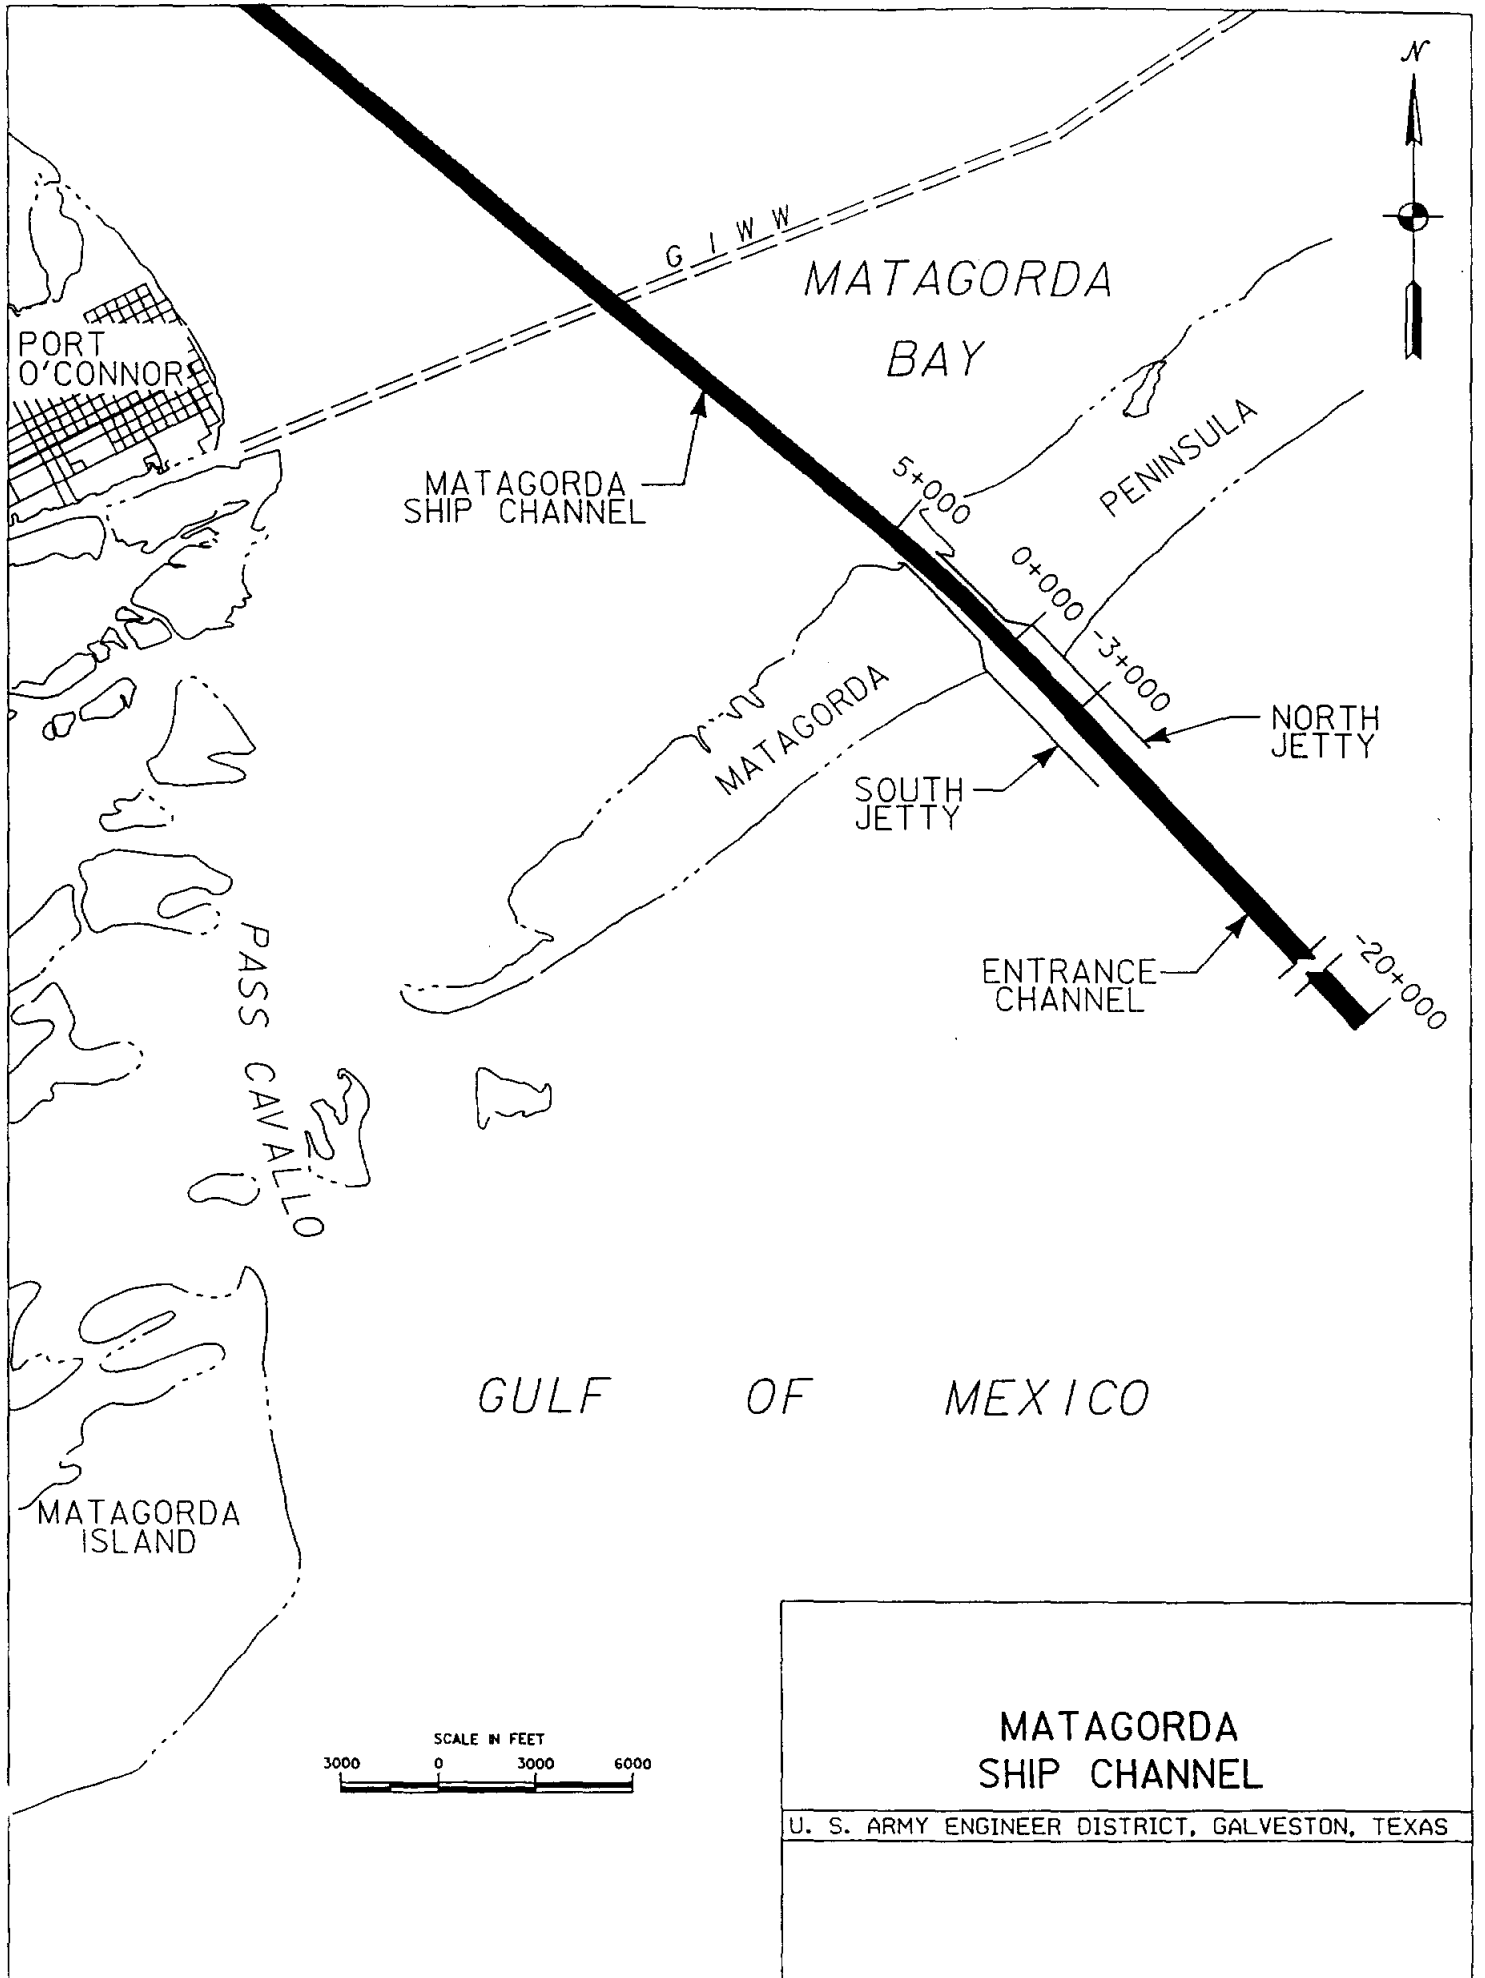 N
G I W W
MATAGORDA
BAY
PORT
O'CONNOR
PENINSULA
MATAGORDA
SHIP CHANNEL
5+000
0+000
-3+000
MATAGORDA
NORTH
JETTY
SOUTH
JETTY
PASS CAVALLO
ENTRANCE
CHANNEL
-20+000
GULF OF MEXICO
MATAGORDA
ISLAND
SCALE IN FEET
3000 0 3000 6000
MATAGORDA
SHIP CHANNEL
U. S. ARMY ENGINEER DISTRICT, GALVESTON, TEXAS